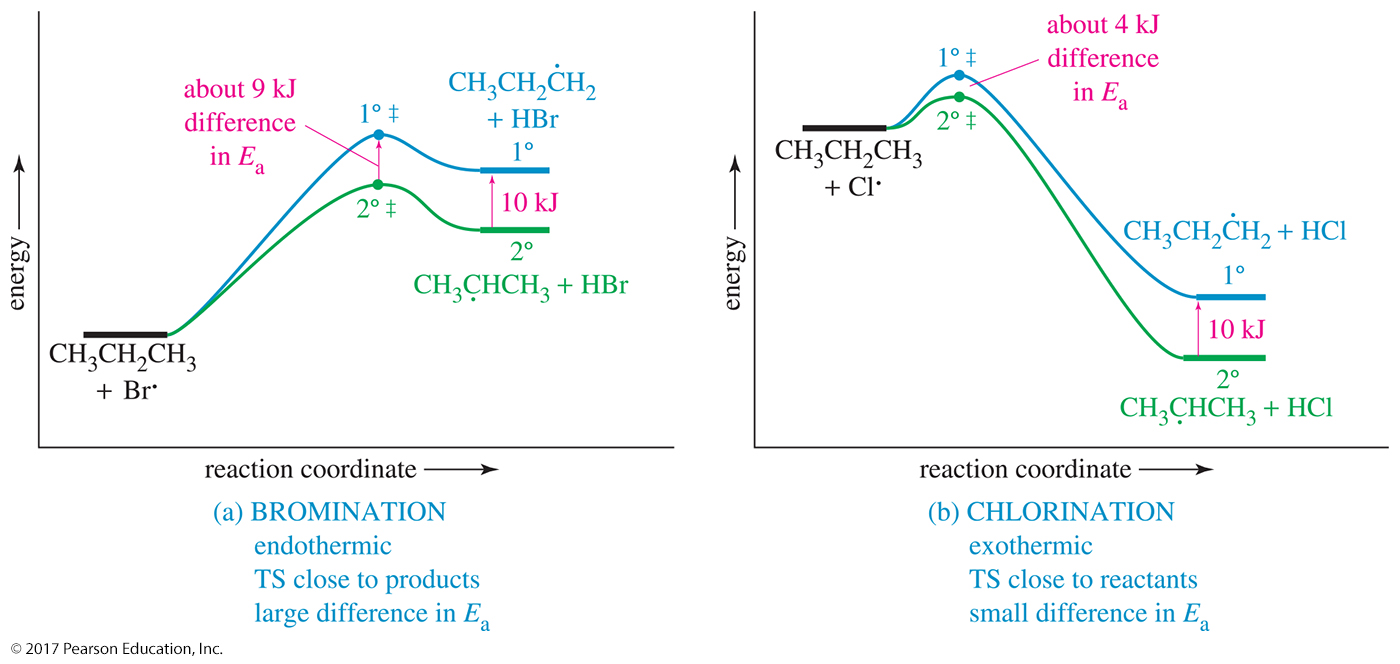 about 9 kJ
difference
in Eₐ
CH₃CH₂ĊH₂
+ HBr
1° ‡
1°
2° ‡
10 kJ
2°
CH₃ĊHCH₃ + HBr
energy
CH₃CH₂CH₃
+ Br•
reaction coordinate
(a) BROMINATION
endothermic
TS close to products
large difference in Eₐ
about 4 kJ
difference
in Eₐ
1° ‡
2° ‡
CH₃CH₂CH₃
+ Cl•
energy
CH₃CH₂ĊH₂ + HCl
1°
10 kJ
2°
CH₃ĊHCH₃ + HCl
reaction coordinate
(b) CHLORINATION
exothermic
TS close to reactants
small difference in Eₐ
© 2017 Pearson Education, Inc.